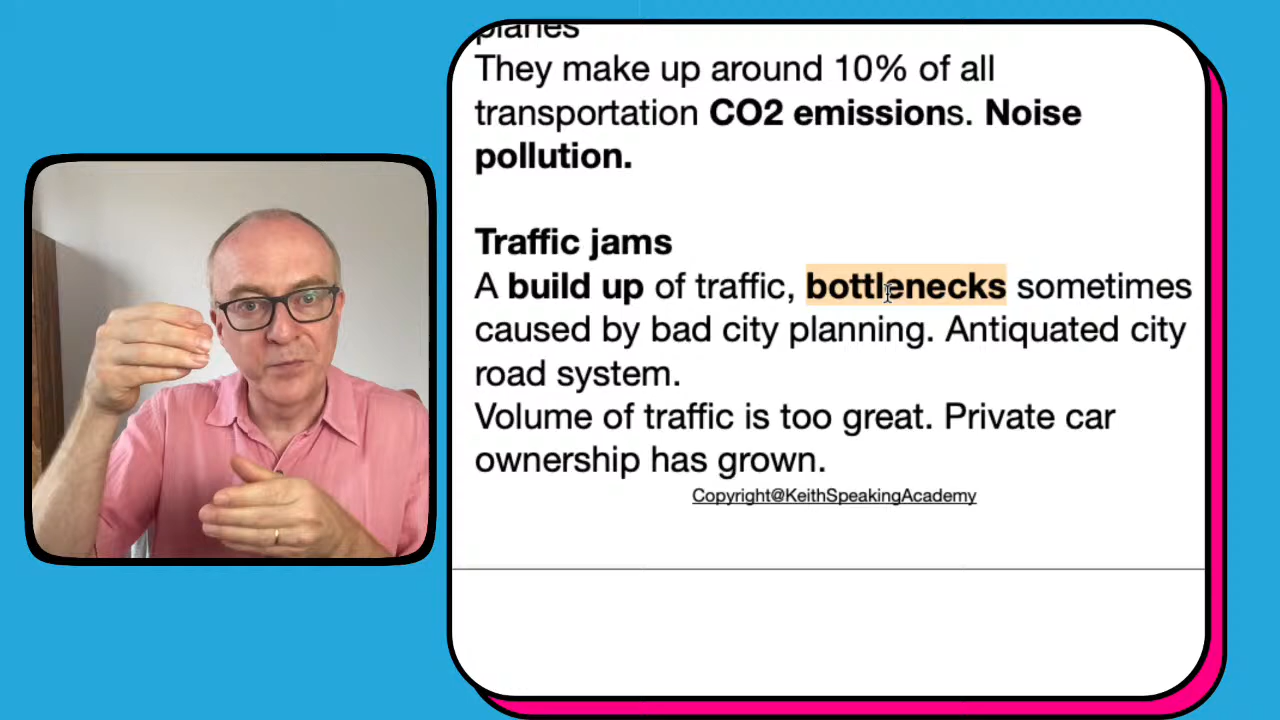 planes
They make up around 10% of all
transportation CO2 emissions. Noise
pollution.
Traffic jams
A build up of traffic, bottlenecks sometimes
caused by bad city planning. Antiquated city
road system.
Volume of traffic is too great. Private car
ownership has grown.
Copyright@KeithSpeakingAcademy